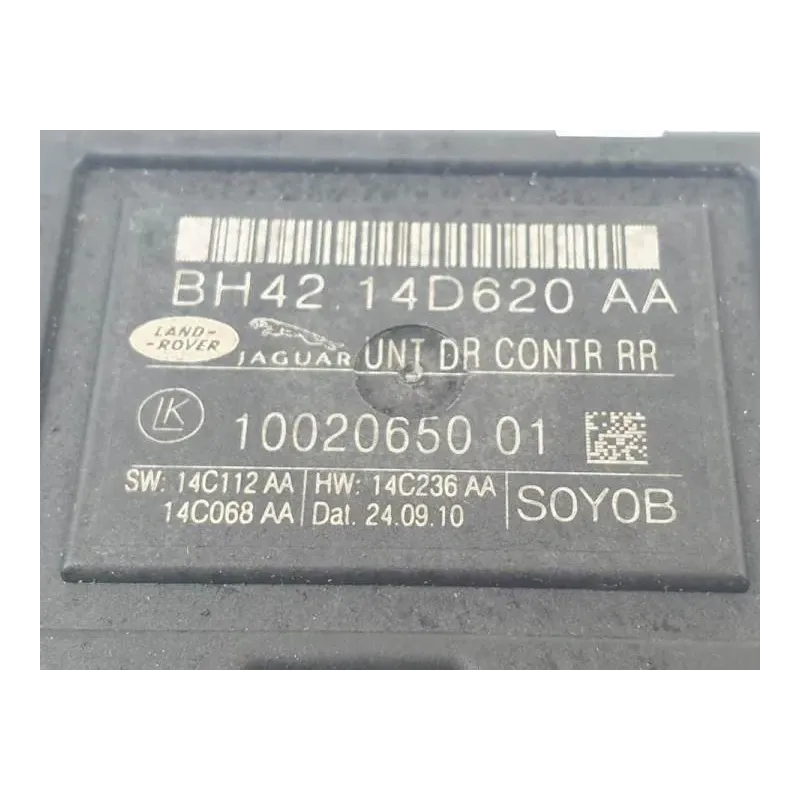 BH42 14D620 AA
LAND-
-ROVER
JAGUAR UNT DR CONTR RR
LK 10020650 01
SW: 14C112 AA HW: 14C236 AA
14C068 AA Dat. 24.09.10
S0Y0B